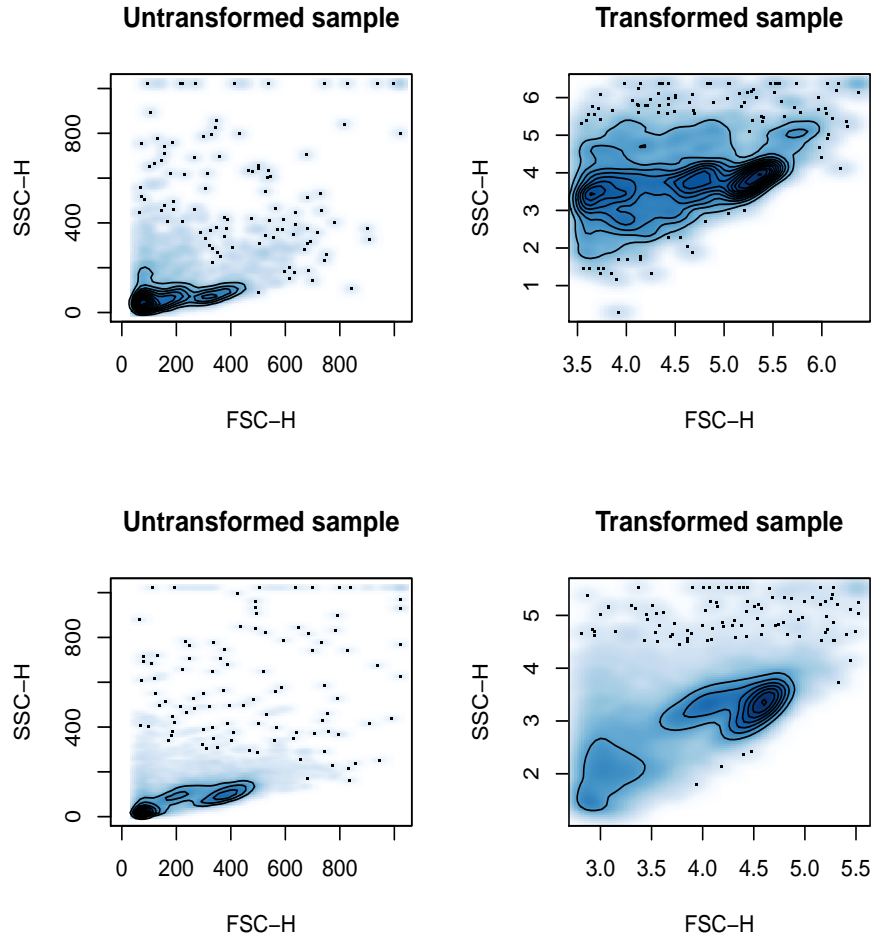 Untransformed sample
Transformed sample
SSC−H
0 400 800
0 200 400 600 800
FSC−H
SSC−H
1 2 3 4 5 6
3.5 4.0 4.5 5.0 5.5 6.0
FSC−H
Untransformed sample
Transformed sample
SSC−H
0 400 800
0 200 400 600 800
FSC−H
SSC−H
2 3 4 5
3.0 3.5 4.0 4.5 5.0 5.5
FSC−H